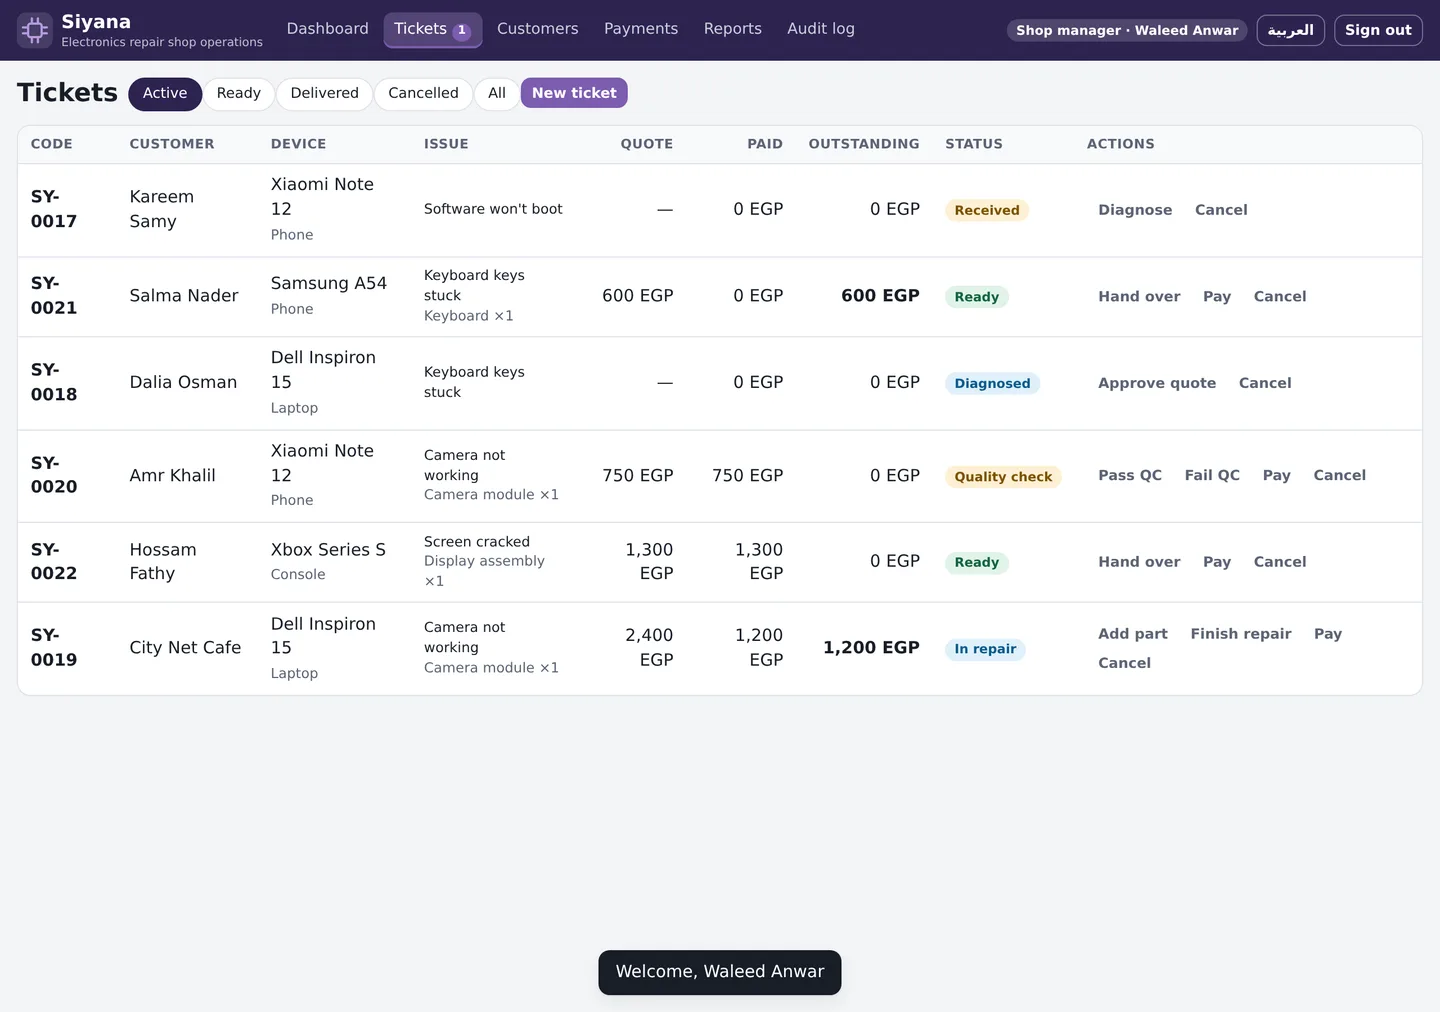 Siyana
Electronics repair shop operations
Dashboard
Tickets 1
Customers
Payments
Reports
Audit log
Shop manager · Waleed Anwar
العربية
Sign out
Tickets
Active
Ready
Delivered
Cancelled
All
New ticket
CODE CUSTOMER DEVICE ISSUE QUOTE PAID OUTSTANDING STATUS ACTIONS
SY-
0017
Kareem
Samy
Xiaomi Note
12
Phone
Software won't boot
—
0 EGP
0 EGP
Received
Diagnose Cancel
SY-
0021
Salma Nader
Samsung A54
Phone
Keyboard keys
stuck
Keyboard ×1
600 EGP
0 EGP
600 EGP
Ready
Hand over Pay Cancel
SY-
0018
Dalia Osman
Dell Inspiron
15
Laptop
Keyboard keys
stuck
—
0 EGP
0 EGP
Diagnosed
Approve quote Cancel
SY-
0020
Amr Khalil
Xiaomi Note
12
Phone
Camera not
working
Camera module ×1
750 EGP
750 EGP
0 EGP
Quality check
Pass QC Fail QC Pay Cancel
SY-
0022
Hossam
Fathy
Xbox Series S
Console
Screen cracked
Display assembly
×1
1,300
EGP
1,300
EGP
0 EGP
Ready
Hand over Pay Cancel
SY-
0019
City Net Cafe
Dell Inspiron
15
Laptop
Camera not
working
Camera module ×1
2,400
EGP
1,200
EGP
1,200 EGP
In repair
Add part Finish repair Pay
Cancel
Welcome, Waleed Anwar